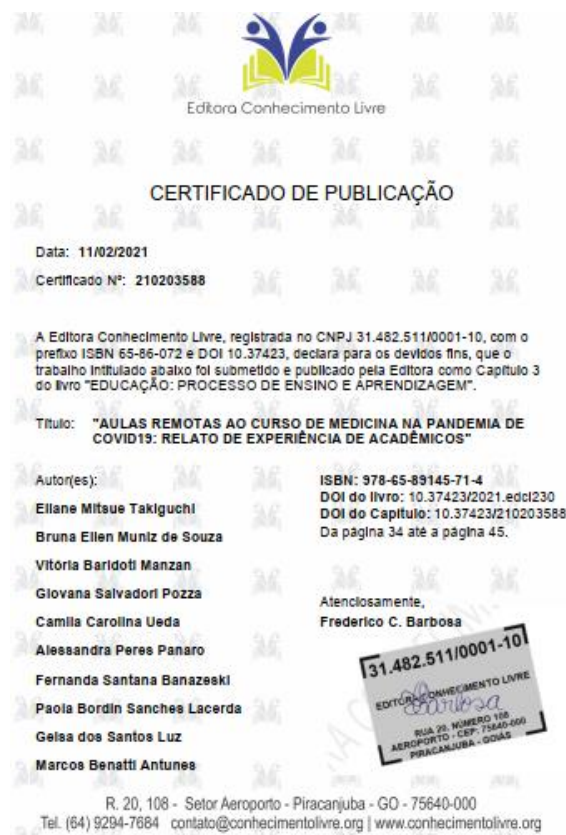 Editora Conhecimento Livre
CERTIFICADO DE PUBLICAÇÃO
Data: 11/02/2021
Certificado Nº: 210203588
A Editora Conhecimento Livre, registrada no CNPJ 31.482.511/0001-10, com o
prefixo ISBN 65-86-072 e DOI 10.37423, declara para os devidos fins, que o
trabalho intitulado abaixo foi submetido e publicado pela Editora como Capítulo 3
do livro "EDUCAÇÃO: PROCESSO DE ENSINO E APRENDIZAGEM".
Título: "AULAS REMOTAS AO CURSO DE MEDICINA NA PANDEMIA DE
COVID19: RELATO DE EXPERIÊNCIA DE ACADÊMICOS"
Autor(es):
Eliane Mitsue Takiguchi
Bruna Ellen Muniz de Souza
Vitória Baridoti Manzan
Giovana Salvadori Pozza
Camila Carolina Ueda
Alessandra Peres Panaro
Fernanda Santana Banazeski
Paola Bordin Sanches Lacerda
Geisa dos Santos Luz
Marcos Benatti Antunes
ISBN: 978-65-89145-71-4
DOI do livro: 10.37423/2021.edcl230
DOI do Capítulo: 10.37423/210203588
Da página 34 até a página 45.
Atenciosamente,
Frederico C. Barbosa
31.482.511/0001-10
EDITORA CONHECIMENTO LIVRE
Barbosa
RUA 20, NÚMERO 108
AEROPORTO - CEP: 75640-000
PIRACANJUBA - GOIÁS
R. 20, 108 - Setor Aeroporto - Piracanjuba - GO - 75640-000
Tel. (64) 9294-7684 contato@conhecimentolivre.org | www.conhecimentolivre.org